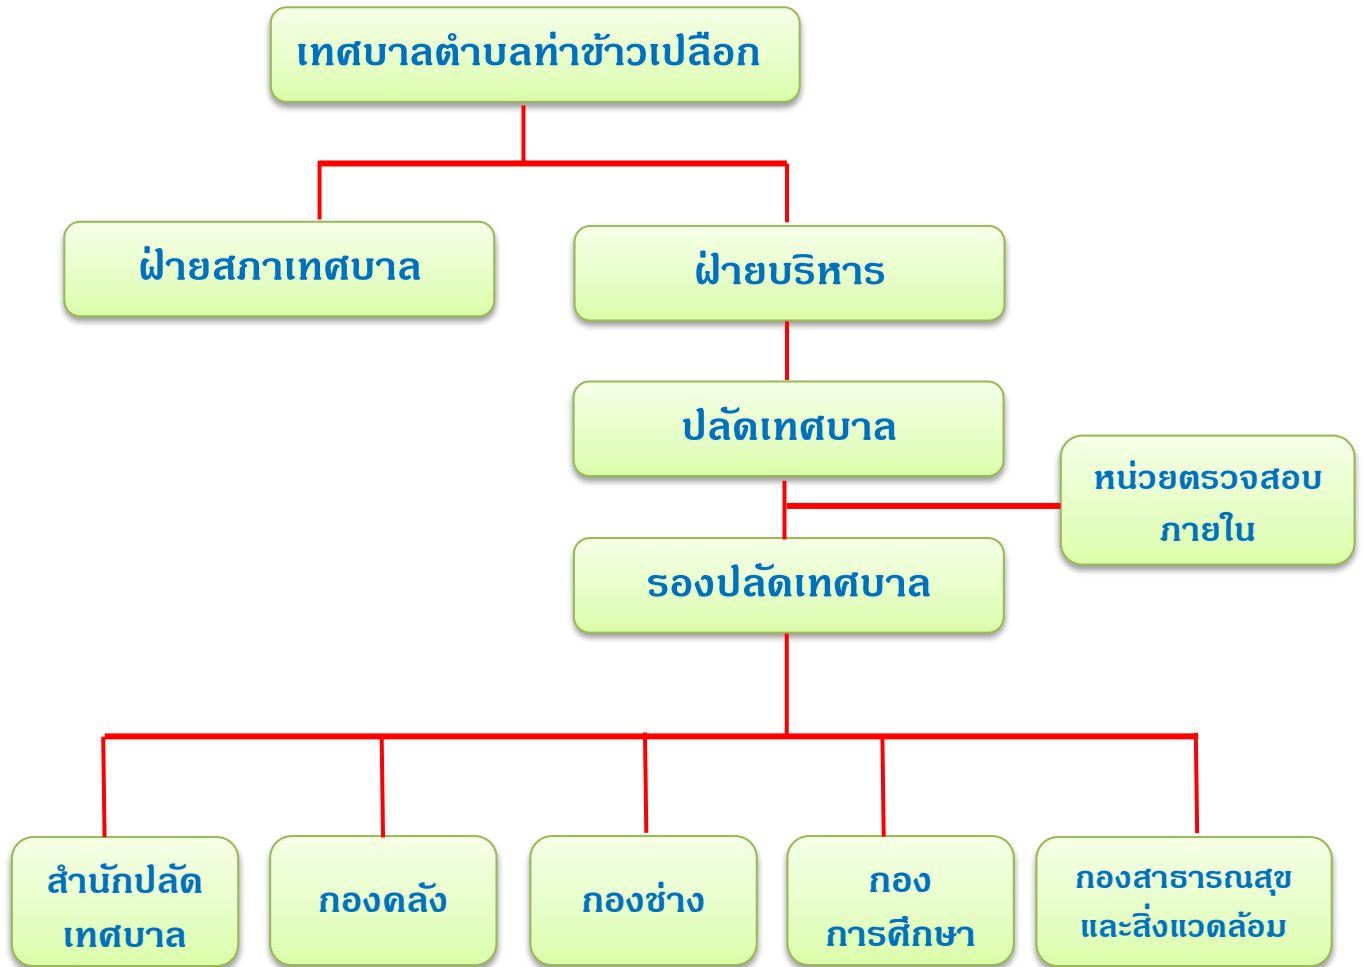 เทศบาลตำบลท่าข้าวเปลือก
ฝ่ายสภาเทศบาล
ฝ่ายบริหาร
ปลัดเทศบาล
หน่วยตรวจสอบ
ภายใน
รองปลัดเทศบาล
สำนักปลัด
เทศบาล
กองคลัง
กองช่าง
กอง
การศึกษา
กองสาธารณสุข
และสิ่งแวดล้อม